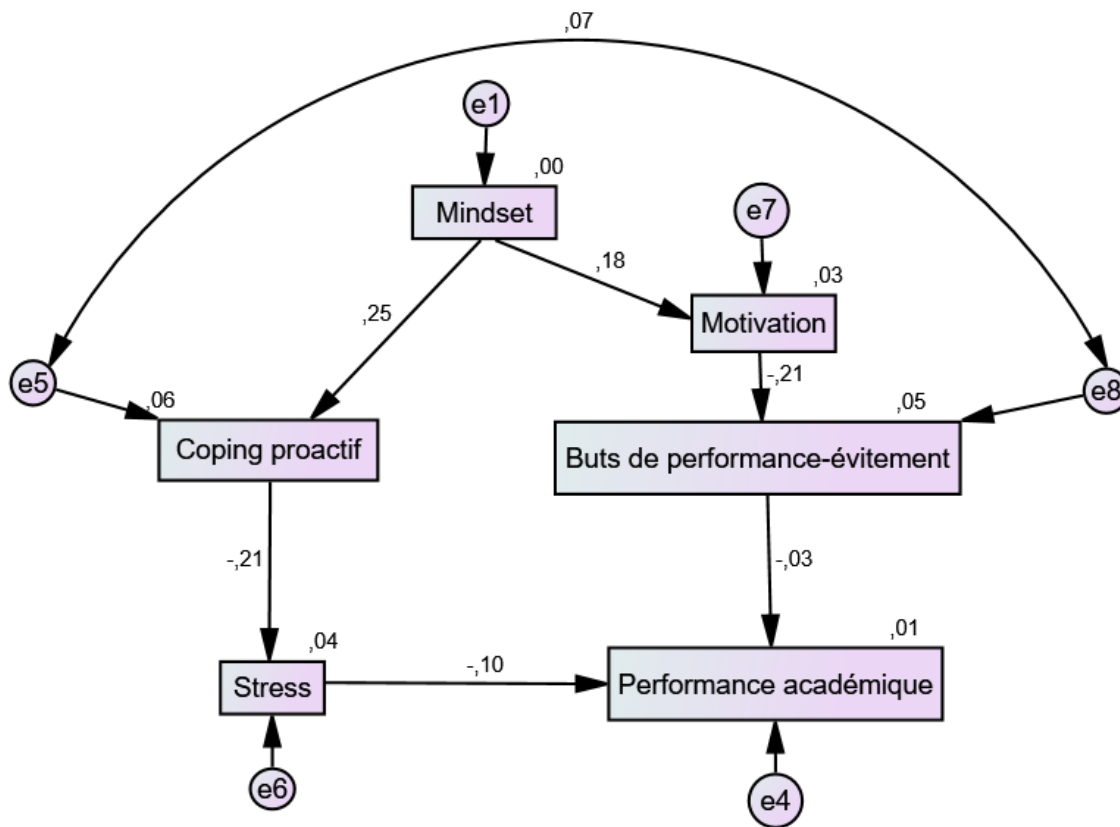 ,07
e1
,00
Mindset
e7
,18
,03
,25
Motivation
e5
-,21
e8
,06
,05
Coping proactif
Buts de performance-évitement
-,21
-,03
,04
,01
-,10
Stress
Performance académique
e6
e4